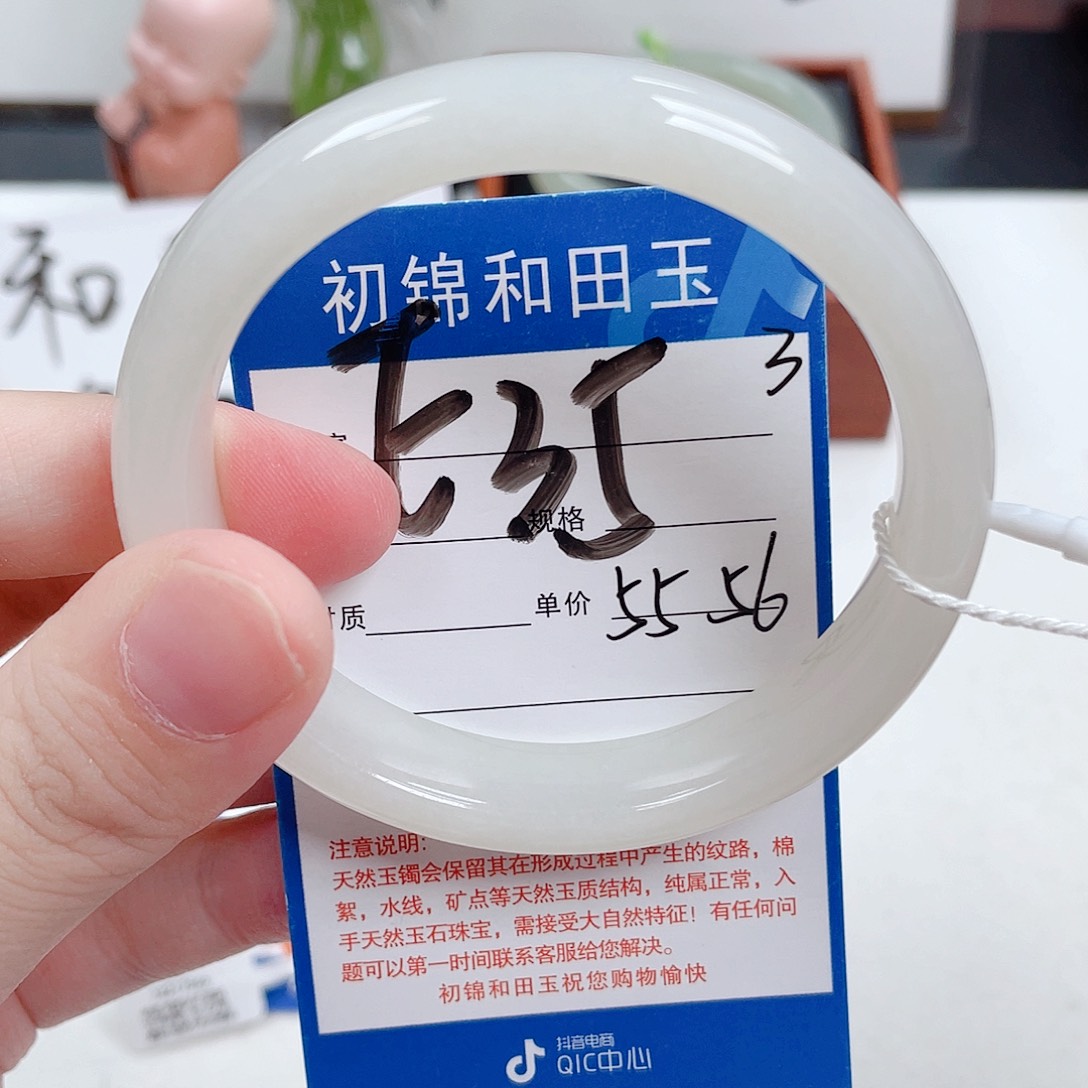 初锦和田玉
3
规格
质
单价 55 56
和
注意说明:
天然玉镯会保留其在形成过程中产生的纹路，棉
絮，水线，矿点等天然玉质结构，纯属正常，入
手天然玉石珠宝，需接受大自然特征！有任何问
题可以第一时间联系客服给您解决。
初锦和田玉祝您购物愉快
抖音电商
QIC中心